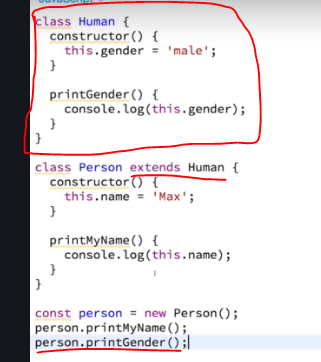 JavaScript
class Human {
constructor() {
this.gender = 'male';
}
printGender() {
console.log(this.gender);
}
}
class Person extends Human {
constructor() {
this.name = 'Max';
}
printMyName() {
console.log(this.name);
}
}
const person = new Person();
person.printMyName();
person.printGender();